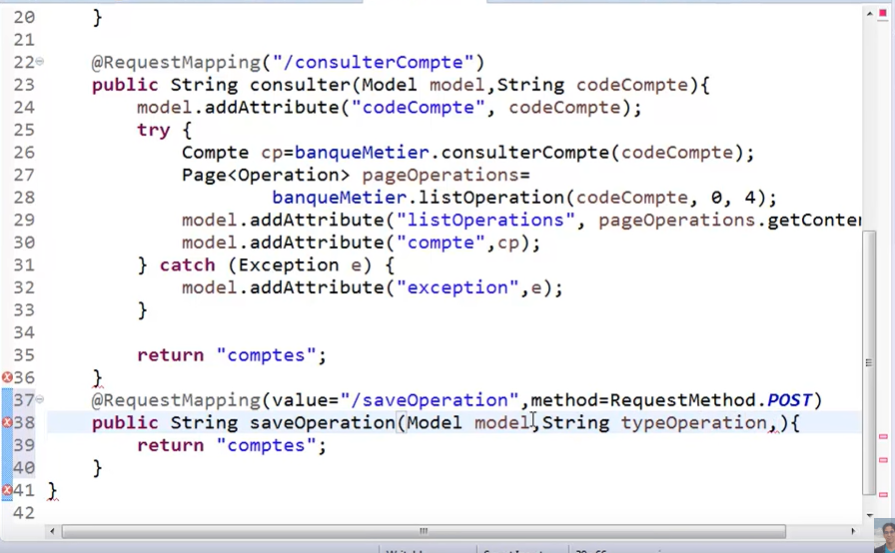 20 }
21
22 @RequestMapping("/consulterCompte")
23 public String consulter(Model model,String codeCompte){
24 model.addAttribute("codeCompte", codeCompte);
25 try {
26 Compte cp=banqueMetier.consulterCompte(codeCompte);
27 Page<Operation> pageOperations=
28 banqueMetier.listOperation(codeCompte, 0, 4);
29 model.addAttribute("listOperations", pageOperations.getConte
30 model.addAttribute("compte",cp);
31 } catch (Exception e) {
32 model.addAttribute("exception",e);
33 }
34
35 return "comptes";
36 }
37 @RequestMapping(value="/saveOperation",method=RequestMethod.POST)
38 public String saveOperation(Model model,String typeOperation,){
39 return "comptes";
40 }
41 }
42